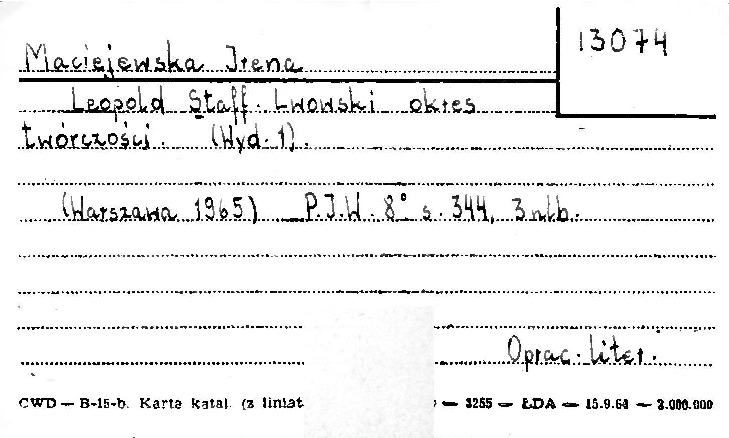 13074
Maciejewska Irena
Leopold Staff. Lwowski okres
twórczości. (Wyd. 1).
(Warszawa 1965) P.I.W. 8° s. 344, 3 nlb.
Oprac. liter.
CWD — B-15-b. Karta katal. (z liniat — 3255 — ŁDA — 15.9.64 — 3.000.000